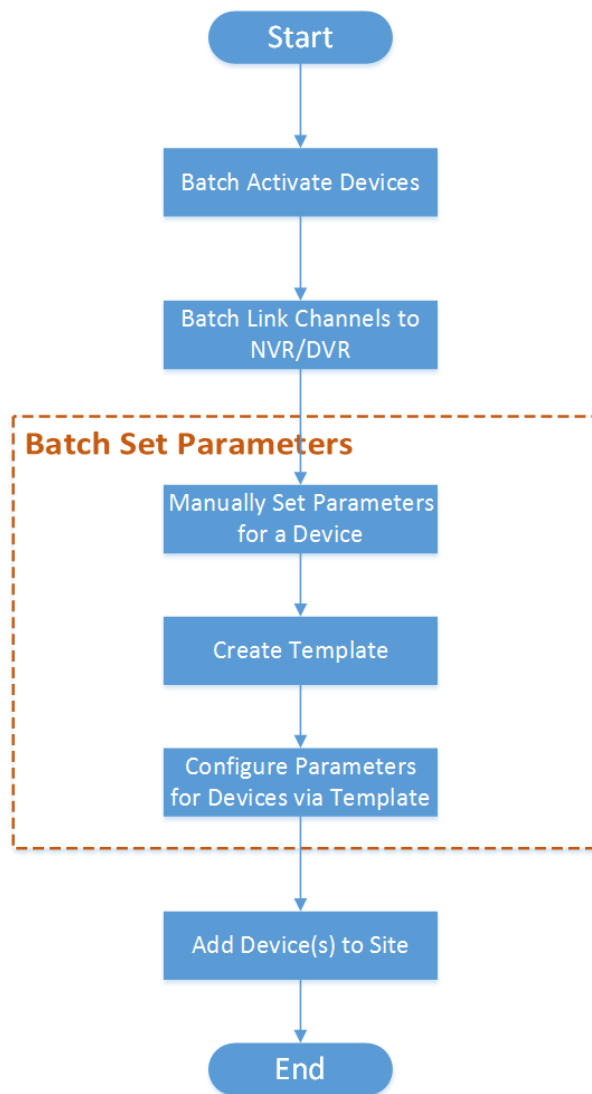 Start
Batch Activate Devices
Batch Link Channels to
NVR/DVR
Batch Set Parameters
Manually Set Parameters
for a Device
Create Template
Configure Parameters
for Devices via Template
Add Device(s) to Site
End